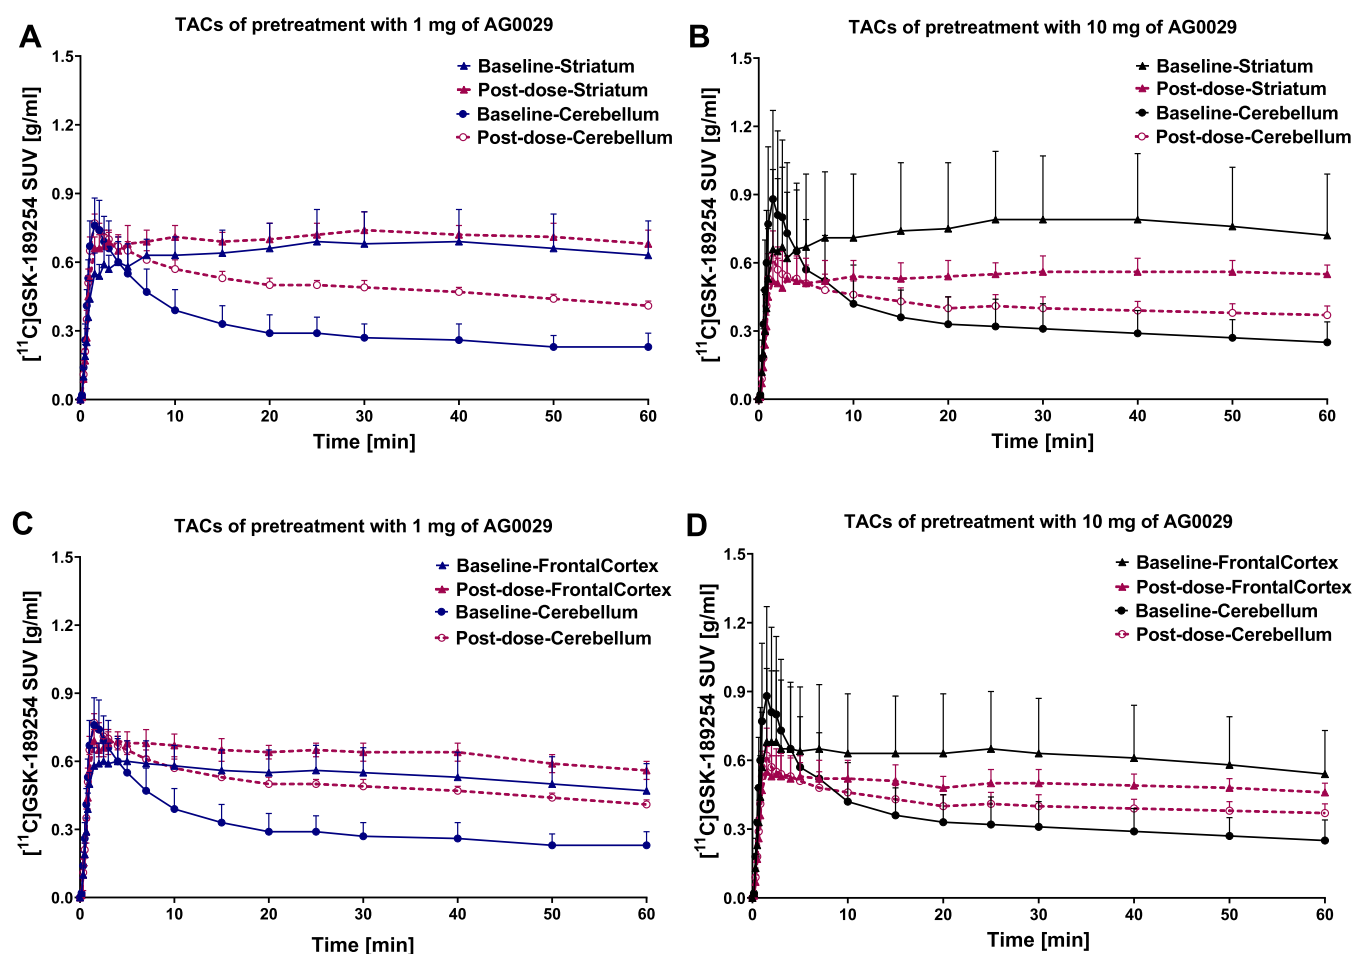 A
TACs of pretreatment with 1 mg of AG0029
[¹¹C]GSK-189254 SUV [g/ml]
1.5
1.2
0.9
0.6
0.3
0.0
0 10 20 30 40 50 60
Time [min]
Baseline-Striatum
Post-dose-Striatum
Baseline-Cerebellum
Post-dose-Cerebellum
B
TACs of pretreatment with 10 mg of AG0029
[¹¹C]GSK-189254 SUV [g/ml]
1.5
1.2
0.9
0.6
0.3
0.0
0 10 20 30 40 50 60
Time [min]
Baseline-Striatum
Post-dose-Striatum
Baseline-Cerebellum
Post-dose-Cerebellum
C
TACs of pretreatment with 1 mg of AG0029
[¹¹C]GSK-189254 SUV [g/ml]
1.5
1.2
0.9
0.6
0.3
0.0
0 10 20 30 40 50 60
Time [min]
Baseline-FrontalCortex
Post-dose-FrontalCortex
Baseline-Cerebellum
Post-dose-Cerebellum
D
TACs of pretreatment with 10 mg of AG0029
[¹¹C]GSK-189254 SUV [g/ml]
1.5
1.2
0.9
0.6
0.3
0.0
0 10 20 30 40 50 60
Time [min]
Baseline-FrontalCortex
Post-dose-FrontalCortex
Baseline-Cerebellum
Post-dose-Cerebellum